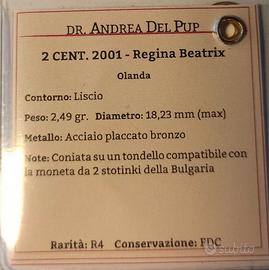 DR. ANDREA DEL PUP
2 CENT. 2001 - Regina Beatrix
Olanda
Contorno: Liscio
Peso: 2,49 gr. Diametro: 18,23 mm (max)
Metallo: Acciaio placcato bronzo
Note: Coniata su un tondello compatibile con
la moneta da 2 stotinki della Bulgaria
Rarità: R4 Conservazione: FDC
subito